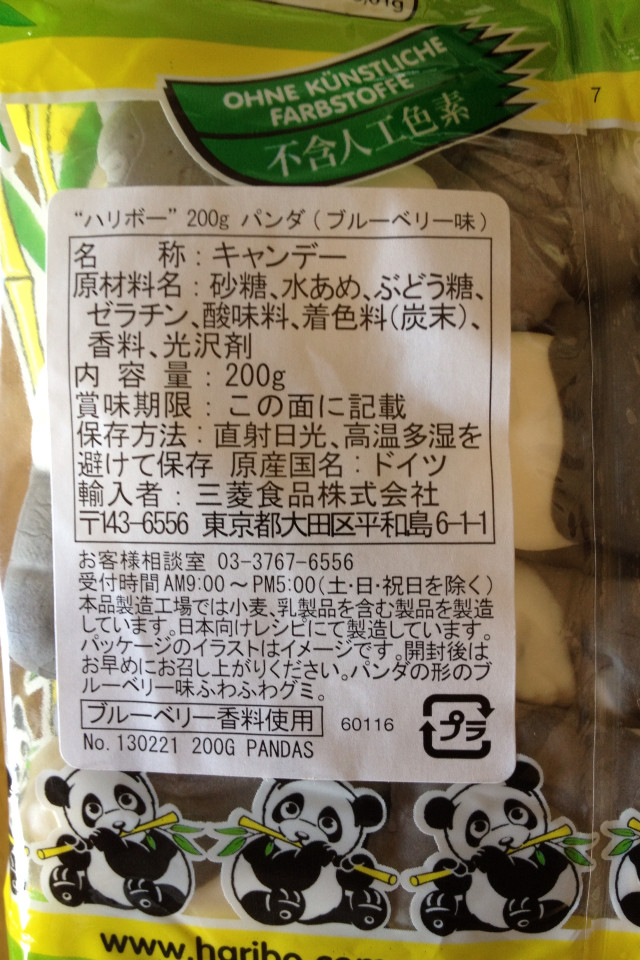 OHNE KÜNSTLICHE
FARBSTOFFE
不含人工色素
7
"ハリボー" 200g パンダ(ブルーベリー味)
名 称:キャンデー
原材料名:砂糖、水あめ、ぶどう糖、
ゼラチン、酸味料、着色料(炭末)、
香料、光沢剤
内容量:200g
賞味期限:この面に記載
保存方法:直射日光、高温多湿を
避けて保存 原産国名:ドイツ
輸入者:三菱食品株式会社
〒143-6556 東京都大田区平和島6-1-1
お客様相談室 03-3767-6556
受付時間AM9:00~PM5:00(土・日・祝日を除く)
本品製造工場では小麦、乳製品を含む製品を製造
しています。日本向けレシピにて製造しています。
パッケージのイラストはイメージです。開封後は
お早めにお召し上がりください。パンダの形のブ
ルーベリー味ふわふわグミ。
ブルーベリー香料使用 60116
プラ
No. 130221 200G PANDAS
www.haribo.com